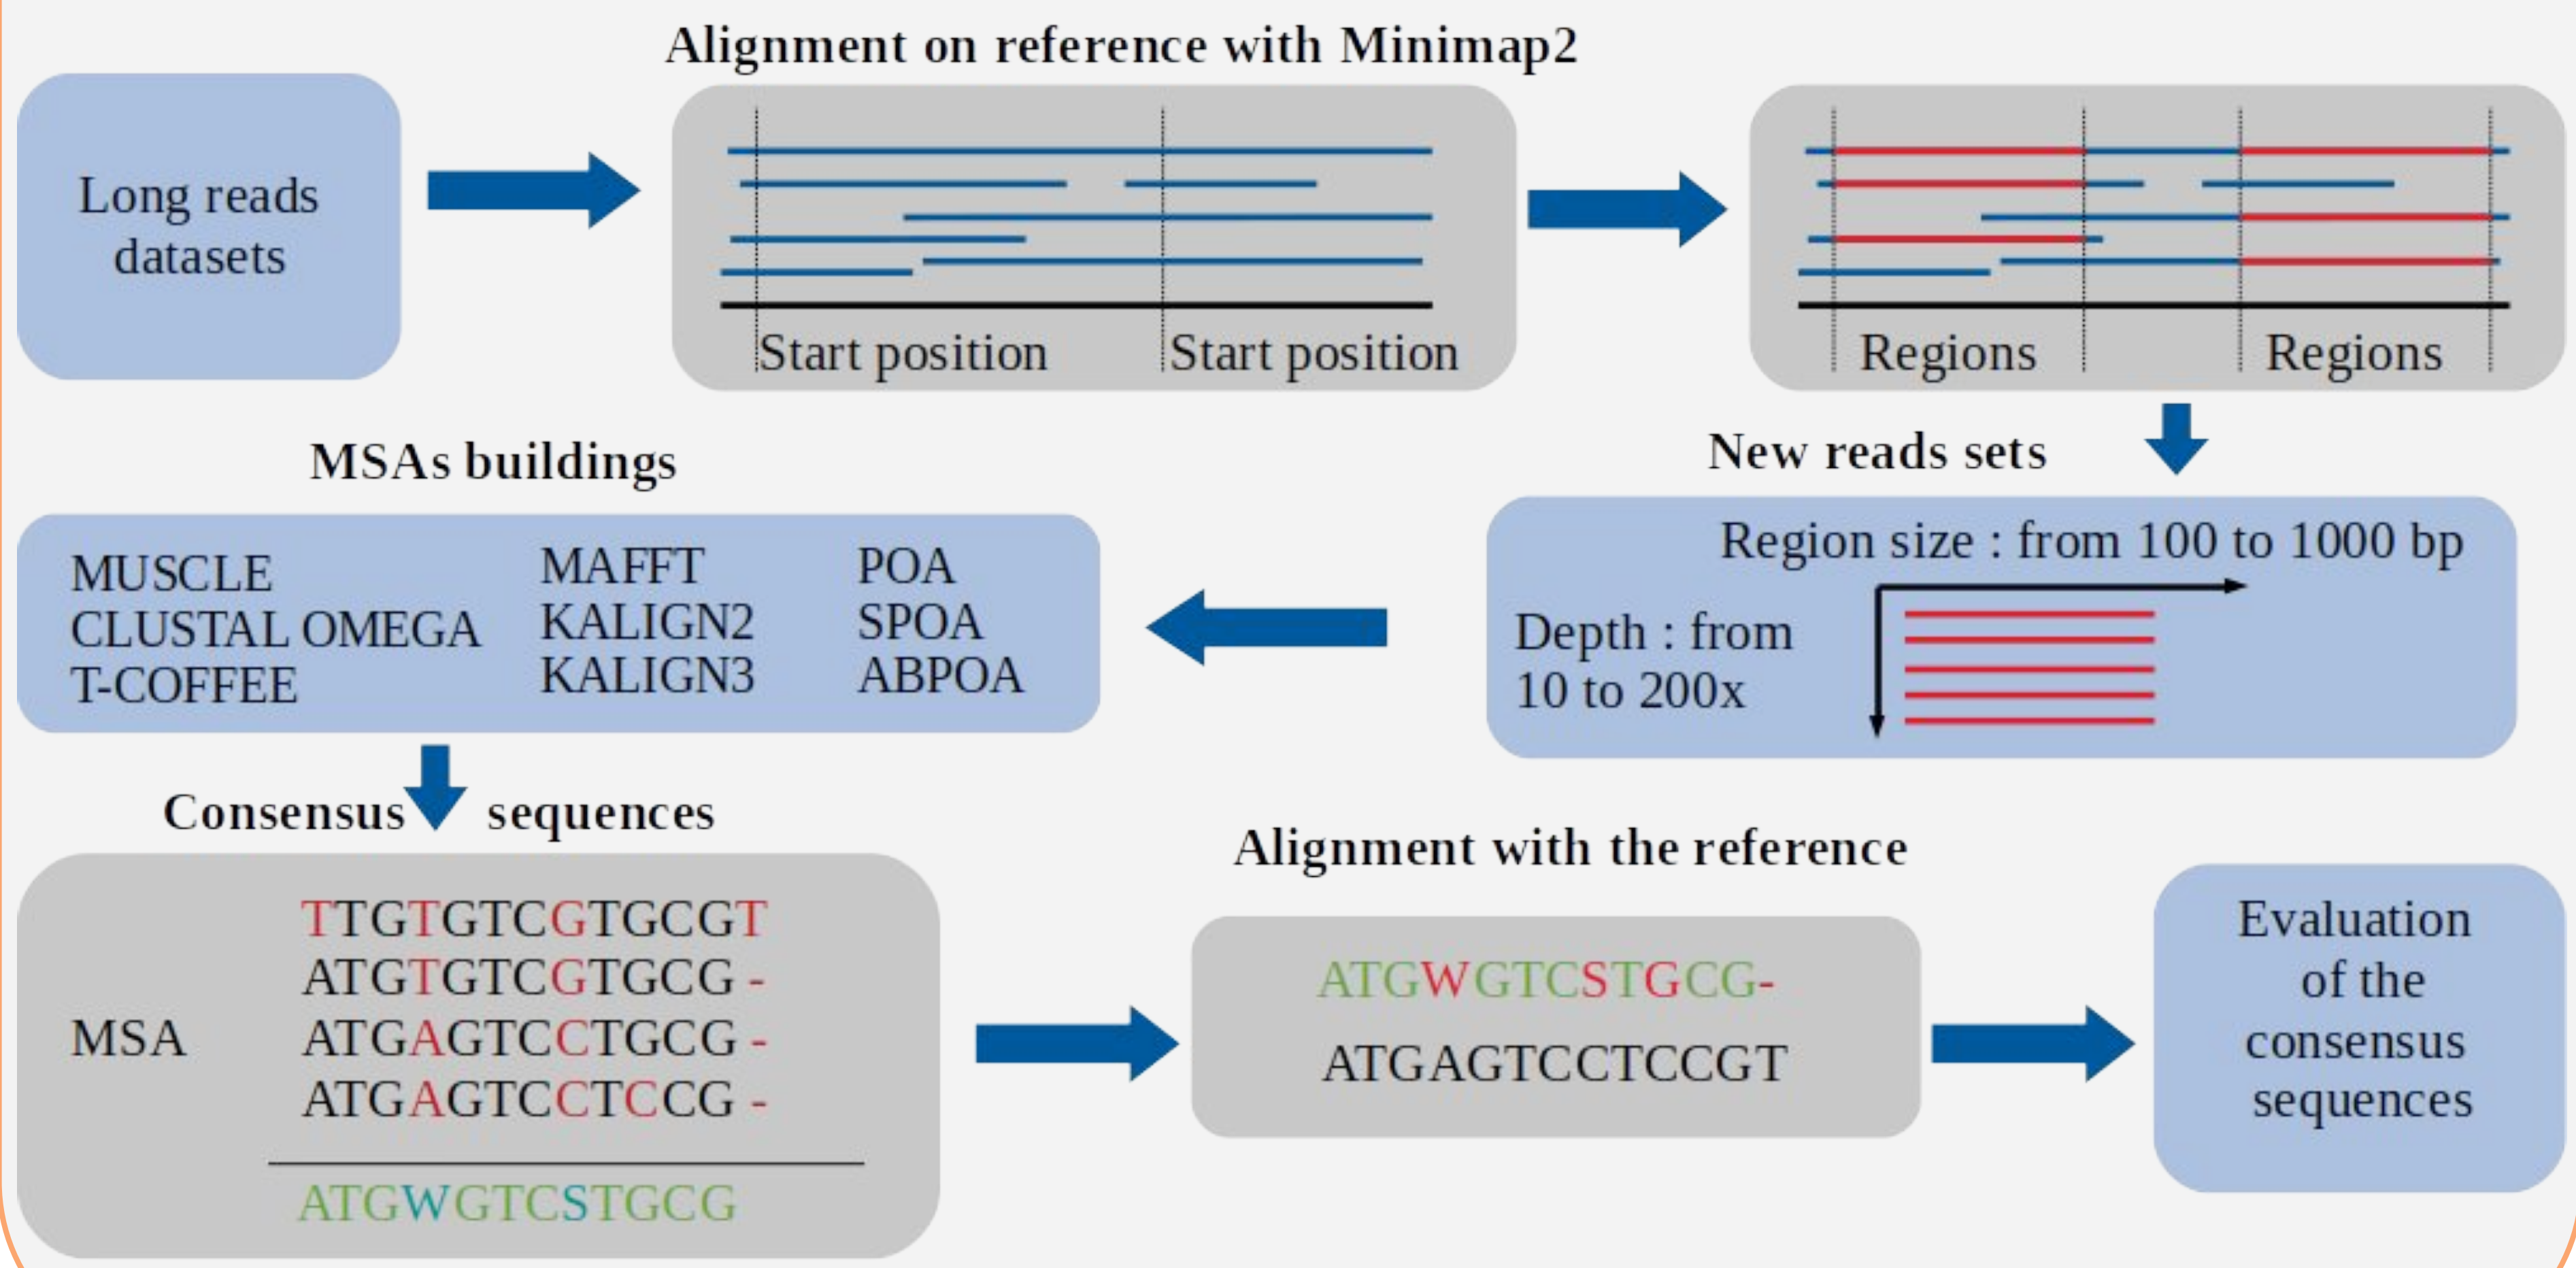 Alignment on reference with Minimap2
Long reads
datasets
Start position
Start position
Regions
Regions
New reads sets
Region size : from 100 to 1000 bp
Depth : from
10 to 200x
MSAs buildings
MUSCLE
CLUSTAL OMEGA
T-COFFEE
MAFFT
KALIGN2
KALIGN3
POA
SPOA
ABPOA
Consensus sequences
MSA
TTGTGTCGTGCGT
ATGTGTCGTGCG -
ATGAGTCCTGCG -
ATGAGTCCTCCG -
ATGWGTCSTGCG
Alignment with the reference
ATGWGTCSTGCG-
ATGAGTCCTCCGT
Evaluation
of the
consensus
sequences